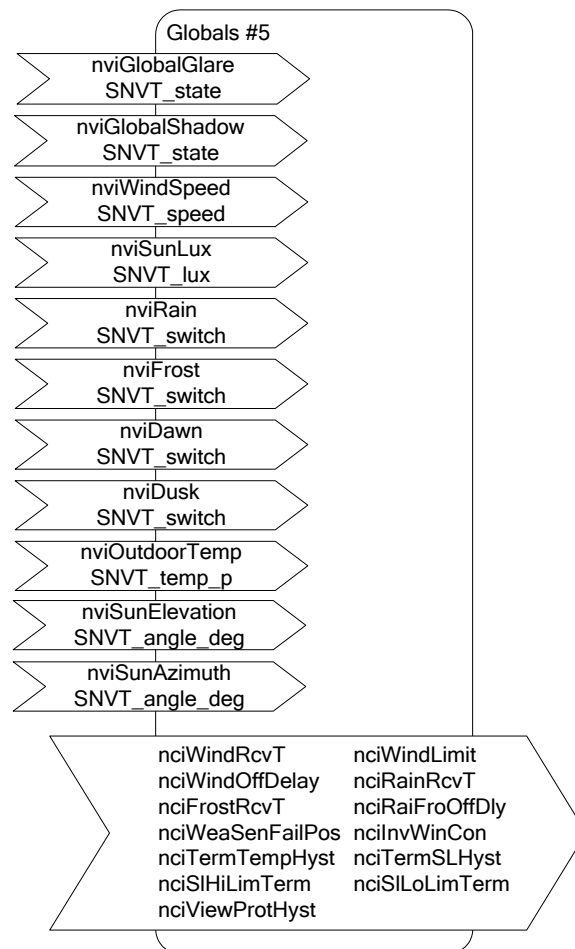 Globals #5
nviGlobalGlare
SNVT_state
nviGlobalShadow
SNVT_state
nviWindSpeed
SNVT_speed
nviSunLux
SNVT_lux
nviRain
SNVT_switch
nviFrost
SNVT_switch
nviDawn
SNVT_switch
nviDusk
SNVT_switch
nviOutdoorTemp
SNVT_temp_p
nviSunElevation
SNVT_angle_deg
nviSunAzimuth
SNVT_angle_deg
nciWindRcvT nciWindLimit
nciWindOffDelay nciRainRcvT
nciFrostRcvT nciRaiFroOffDly
nciWeaSenFailPos nciInvWinCon
nciTermTempHyst nciTermSLHyst
nciSlHiLimTerm nciSlLoLimTerm
nciViewProtHyst